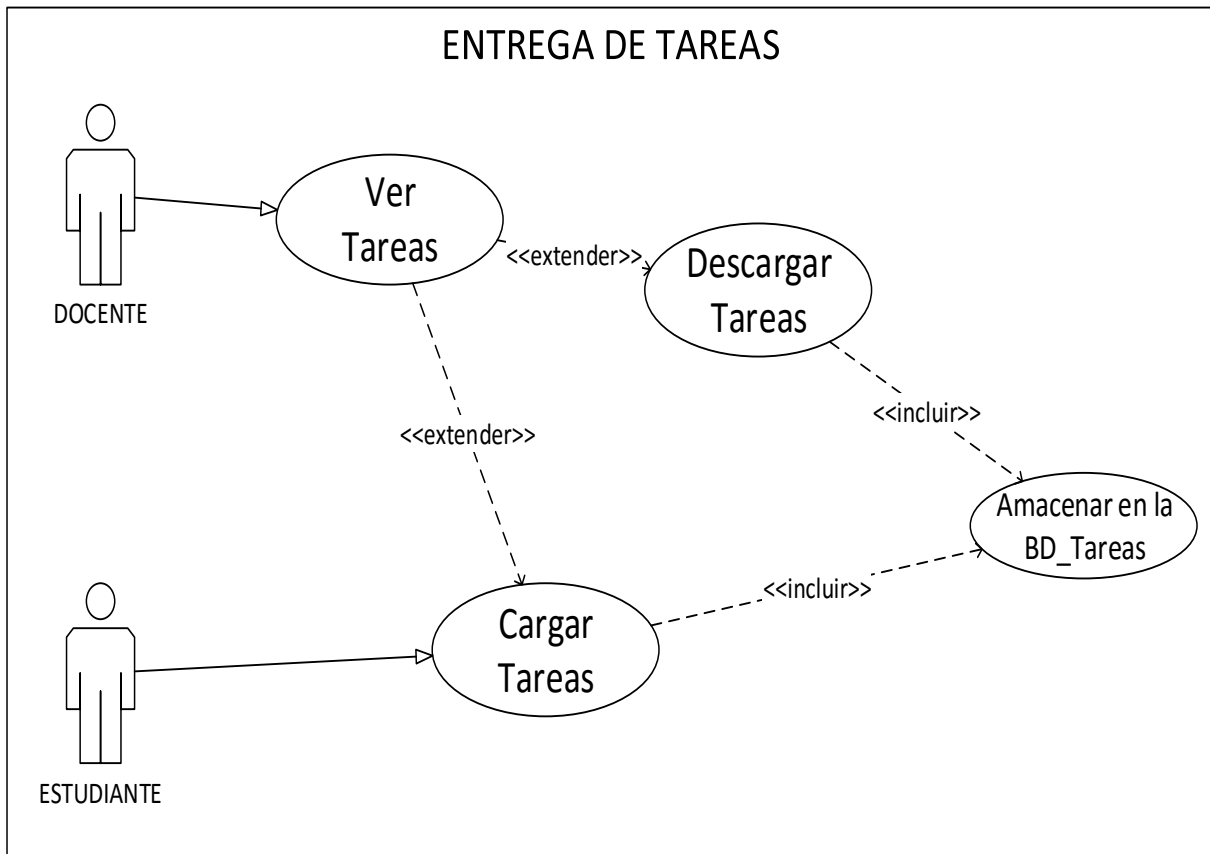 ENTREGA DE TAREAS
Ver
Tareas
<<extender>>
Descargar
Tareas
DOCENTE
<<incluir>>
<<extender>>
Amacenar en la
BD_Tareas
<<incluir>>
Cargar
Tareas
ESTUDIANTE